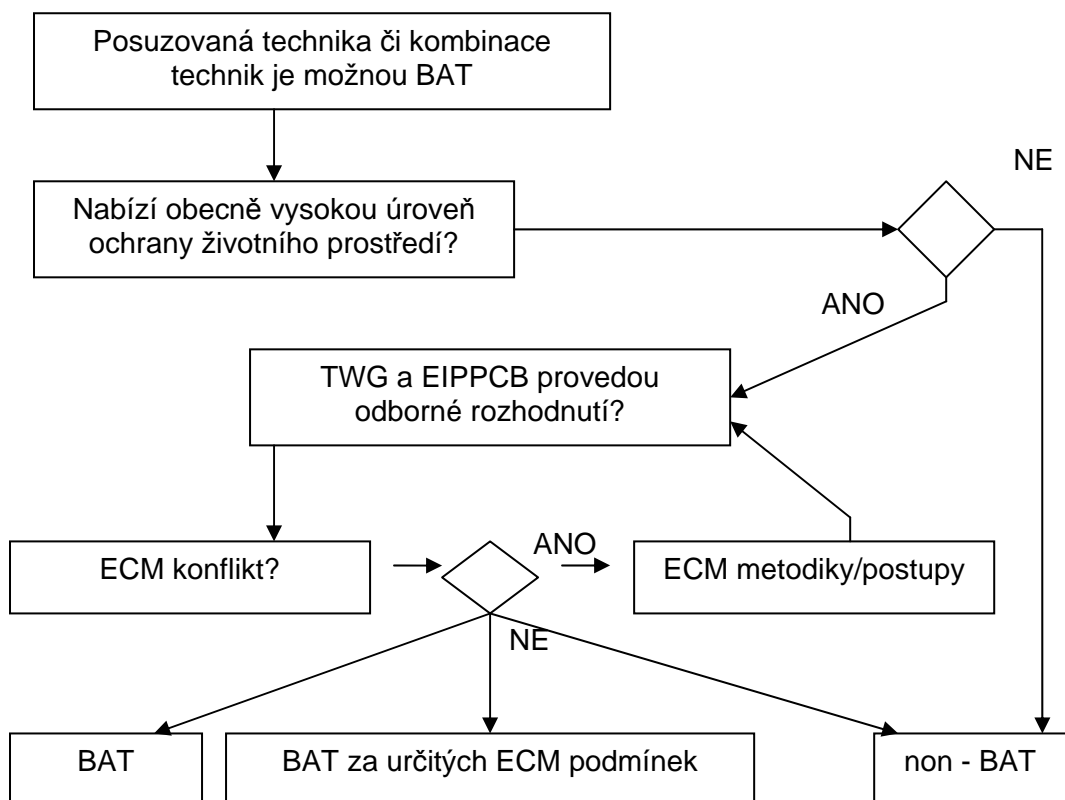 Posuzovaná technika či kombinace
technik je možnou BAT
NE
Nabízí obecně vysokou úroveň
ochrany životního prostředí?
ANO
TWG a EIPPCB provedou
odborné rozhodnutí?
ECM konflikt?
ANO
ECM metodiky/postupy
NE
BAT
BAT za určitých ECM podmínek
non - BAT